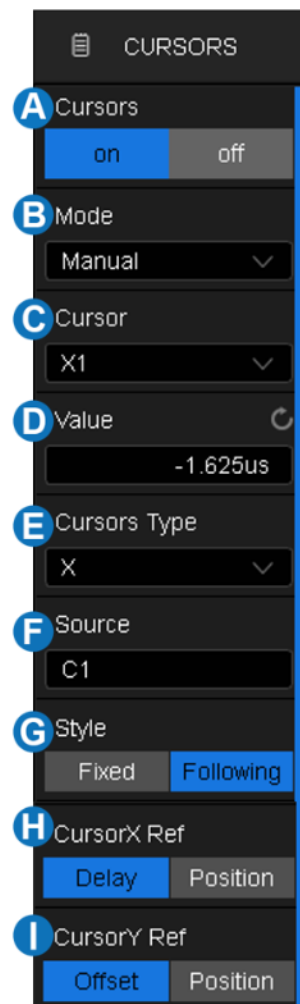 CURSORS
A Cursors
on off
B Mode
Manual
C Cursor
X1
D Value
-1.625us
E Cursors Type
X
F Source
C1
G Style
Fixed Following
H CursorX Ref
Delay Position
I CursorY Ref
Offset Position